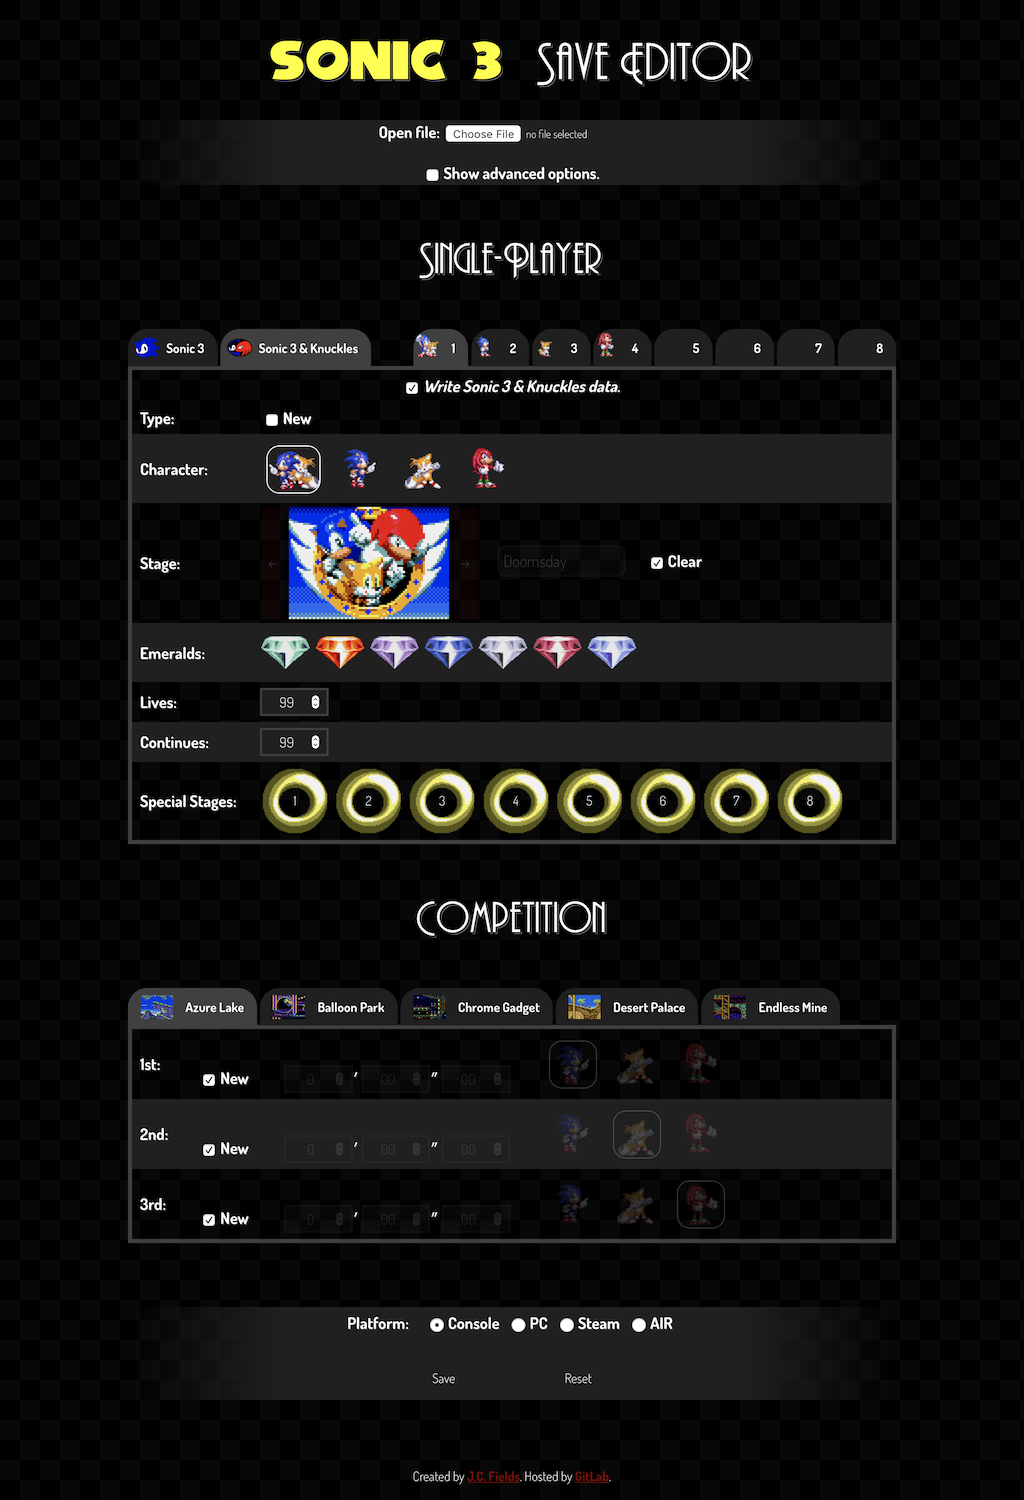 SONIC 3 SAVE EDITOR
Open file: Choose File no file selected
Show advanced options.
SINGLE-PLAYER
Sonic 3 Sonic 3 & Knuckles 1 2 3 4 5 6 7 8
Write Sonic 3 & Knuckles data.
Type: New
Character:
Stage: ← → Doomsday Clear
Emeralds:
Lives: 99
Continues: 99
Special Stages: 1 2 3 4 5 6 7 8
COMPETITION
Azure Lake Balloon Park Chrome Gadget Desert Palace Endless Mine
1st: New 0 ′ 00 ″ 00
2nd: New 0 ′ 00 ″ 00
3rd: New 0 ′ 00 ″ 00
Platform: Console PC Steam AIR
Save Reset
Created by J.C. Fields. Hosted by GitLab.